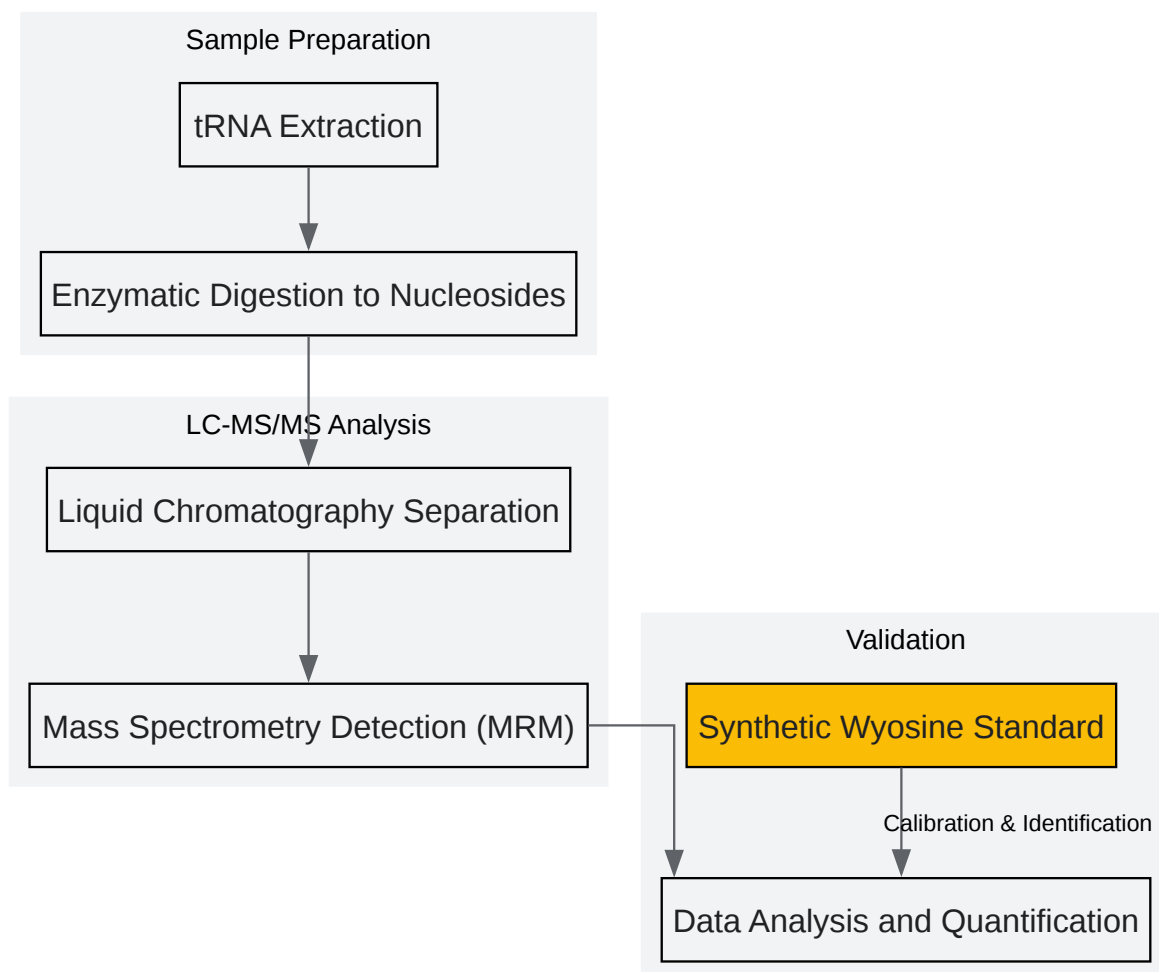 Sample Preparation
tRNA Extraction
Enzymatic Digestion to Nucleosides
LC-MS/MS Analysis
Liquid Chromatography Separation
Mass Spectrometry Detection (MRM)
Validation
Synthetic Wyosine Standard
Calibration & Identification
Data Analysis and Quantification